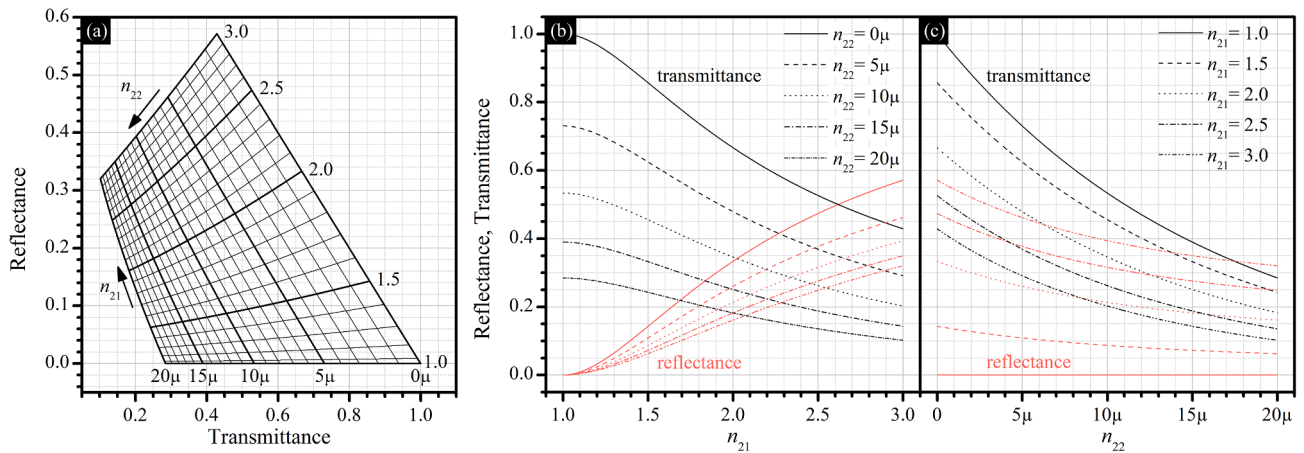 (a)
Reflectance
0.6
0.5
0.4
0.3
0.2
0.1
0.0
3.0
2.5
2.0
1.5
1.0
n22
n21
20μ 15μ 10μ 5μ 0μ
0.2 0.4 0.6 0.8 1.0
Transmittance
(b)
Reflectance, Transmittance
1.0
0.8
0.6
0.4
0.2
0.0
transmittance
n22= 0μ
n22= 5μ
n22= 10μ
n22= 15μ
n22= 20μ
reflectance
1.0 1.5 2.0 2.5 3.0
n21
(c)
transmittance
n21= 1.0
n21= 1.5
n21= 2.0
n21= 2.5
n21= 3.0
reflectance
0 5μ 10μ 15μ 20μ
n22